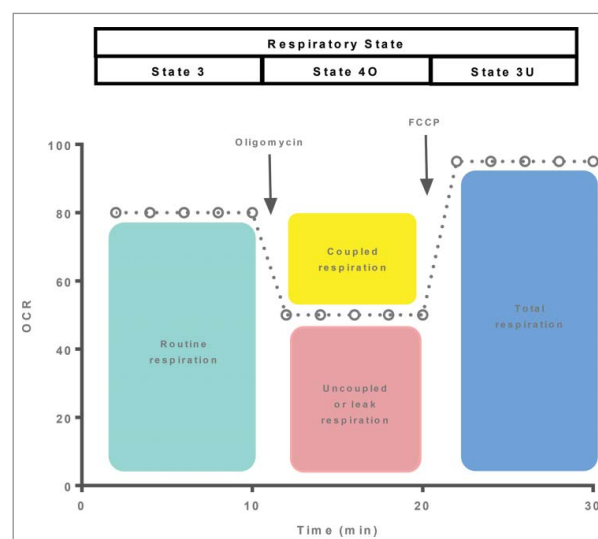 Respiratory State
State 3 State 4O State 3U
FCCP
Oligomycin
100
80
60
40
20
0
OCR
Coupled
respiration
Routine
respiration
Uncoupled
or leak
respiration
Total
respiration
0 10 20 30
Time (min)